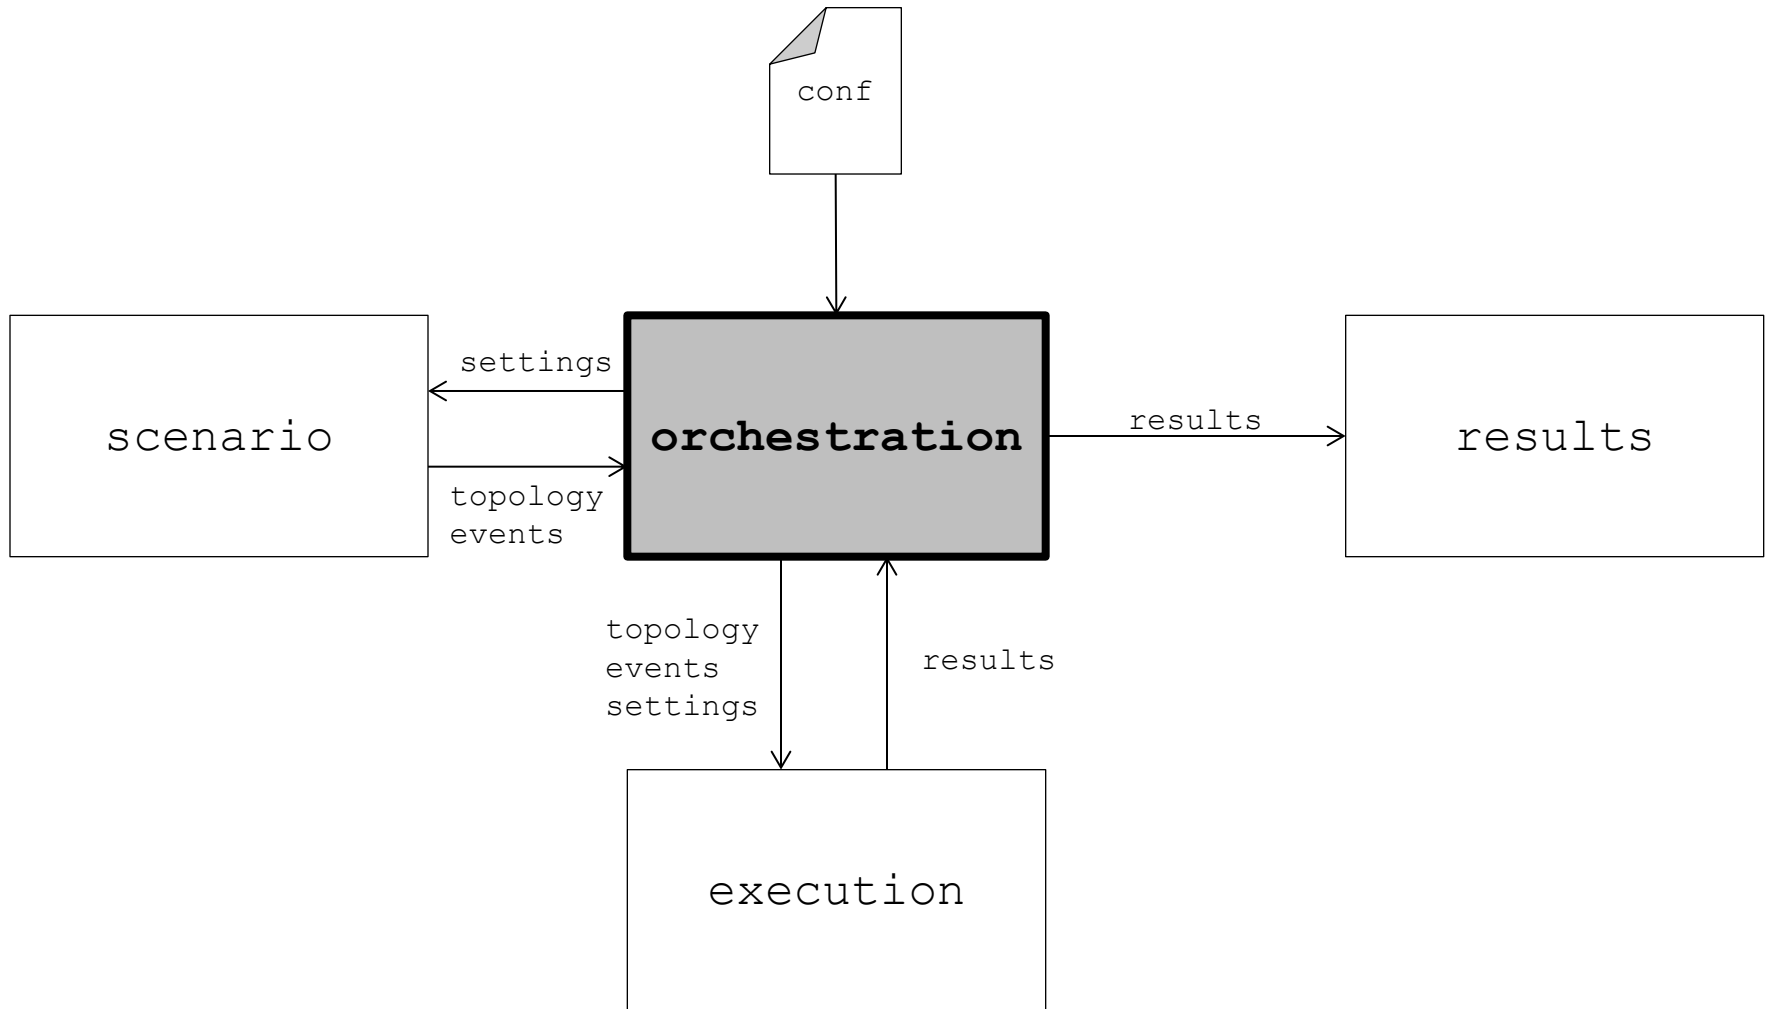 conf
settings
scenario
orchestration
results
results
topology
events
topology
events
settings
results
execution